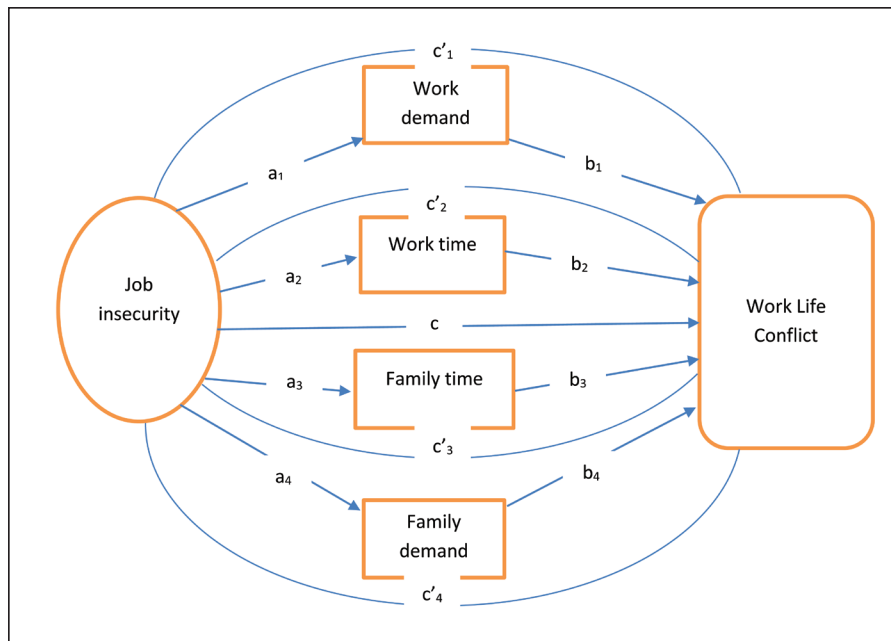 c’₁
Work
demand
a₁
b₁
c’₂
Work time
a₂
b₂
Job
insecurity
c
Work Life
Conflict
Family time
a₃
b₃
c’₃
a₄
b₄
Family
demand
c’₄